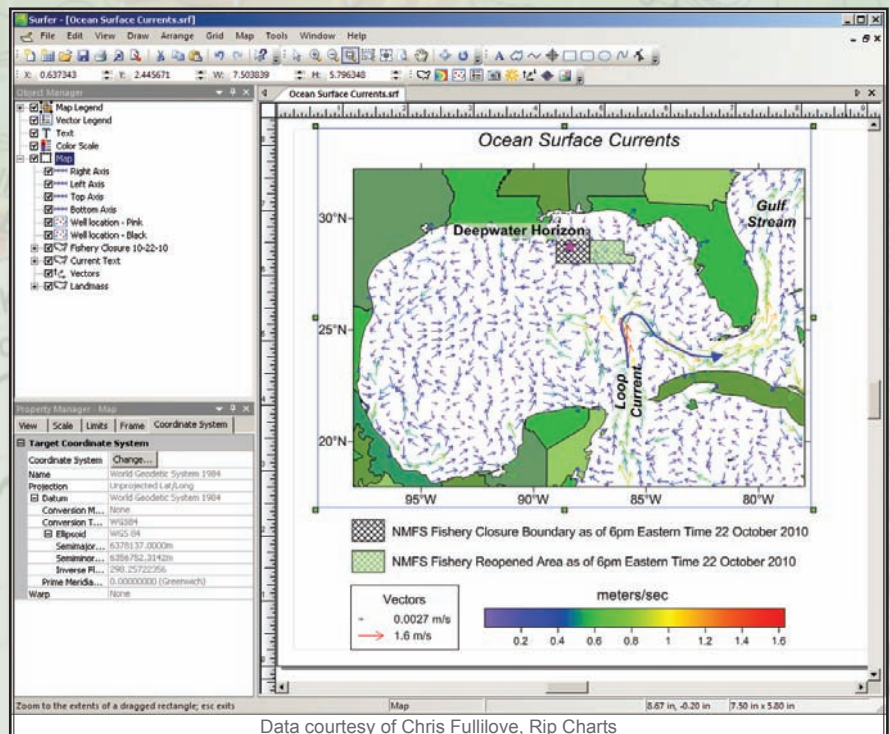 Surfer - [Ocean Surface Currents.srf]
File Edit View Draw Arrange Grid Map Tools Window Help
X: 0.637343 Y: 2.445671 W: 7.503839 H: 5.796348
Object Manager
Map Legend
Vector Legend
Text
Color Scale
Map
Right Axis
Left Axis
Top Axis
Bottom Axis
Well location - Pink
Well location - Black
Fishery Closure 10-22-10
Current Text
Vectors
Landmass
Property Manager - Map
View Scale Limits Frame Coordinate System
Target Coordinate System
Coordinate System Change...
Name World Geodetic System 1984
Projection Unprojected Lat/Long
Datum World Geodetic System 1984
Conversion M... None
Conversion T... WGS84
Ellipsoid WGS 84
Semimajor... 6378137.0000m
Semiminor... 6356752.3142m
Inverse Fl... 298.25722356
Prime Meridia... 0.00000000 (Greenwich)
Warp None
Ocean Surface Currents.srf
Ocean Surface Currents
Gulf
Stream
Deepwater Horizon
Loop
Current
30°N
25°N
20°N
95°W 90°W 85°W 80°W
NMFS Fishery Closure Boundary as of 6pm Eastern Time 22 October 2010
NMFS Fishery Reopened Area as of 6pm Eastern Time 22 October 2010
Vectors
0.0027 m/s
1.6 m/s
meters/sec
0.2 0.4 0.6 0.8 1 1.2 1.4 1.6
Zoom to the extents of a dragged rectangle; esc exits Map 8.67 in, -0.20 in 7.50 in x 5.80 in
Data courtesy of Chris Fullilove, Rip Charts